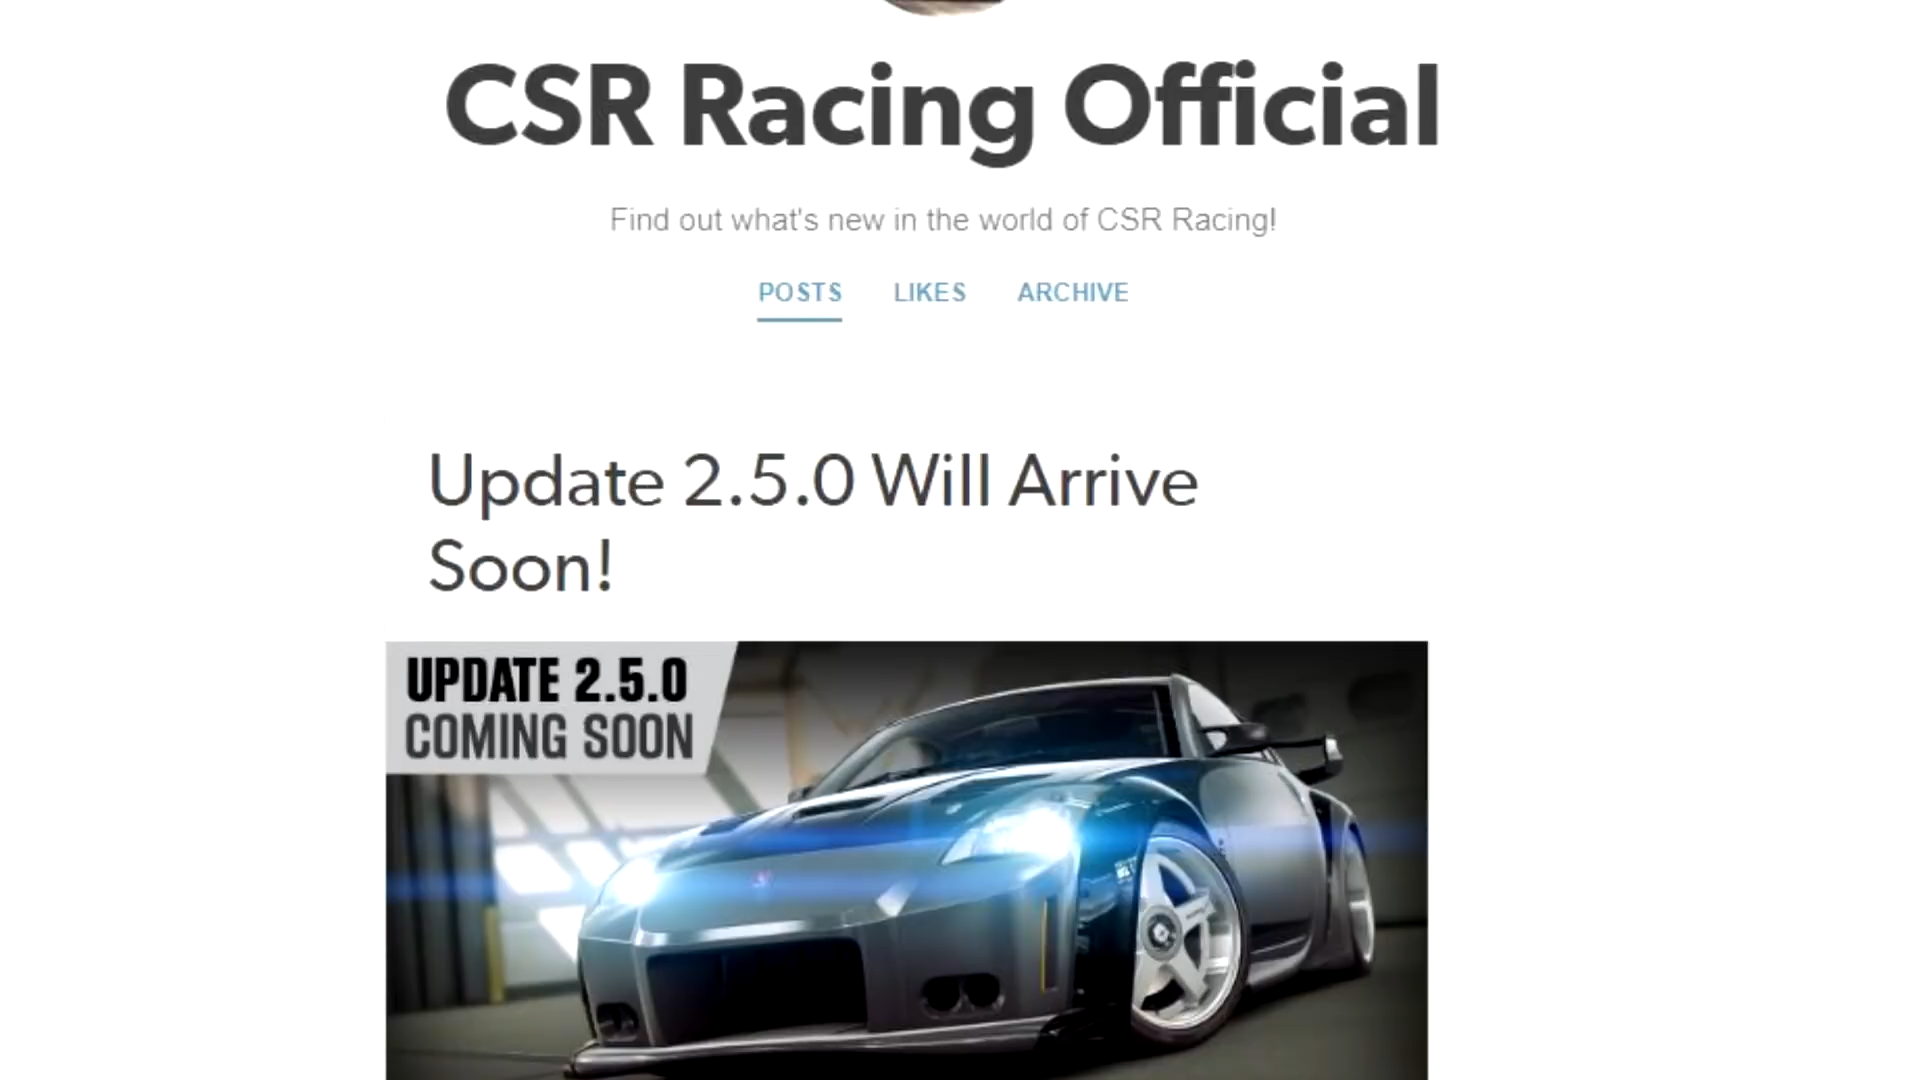 CSR Racing Official
Find out what's new in the world of CSR Racing!
POSTS LIKES ARCHIVE
Update 2.5.0 Will Arrive
Soon!
UPDATE 2.5.0
COMING SOON